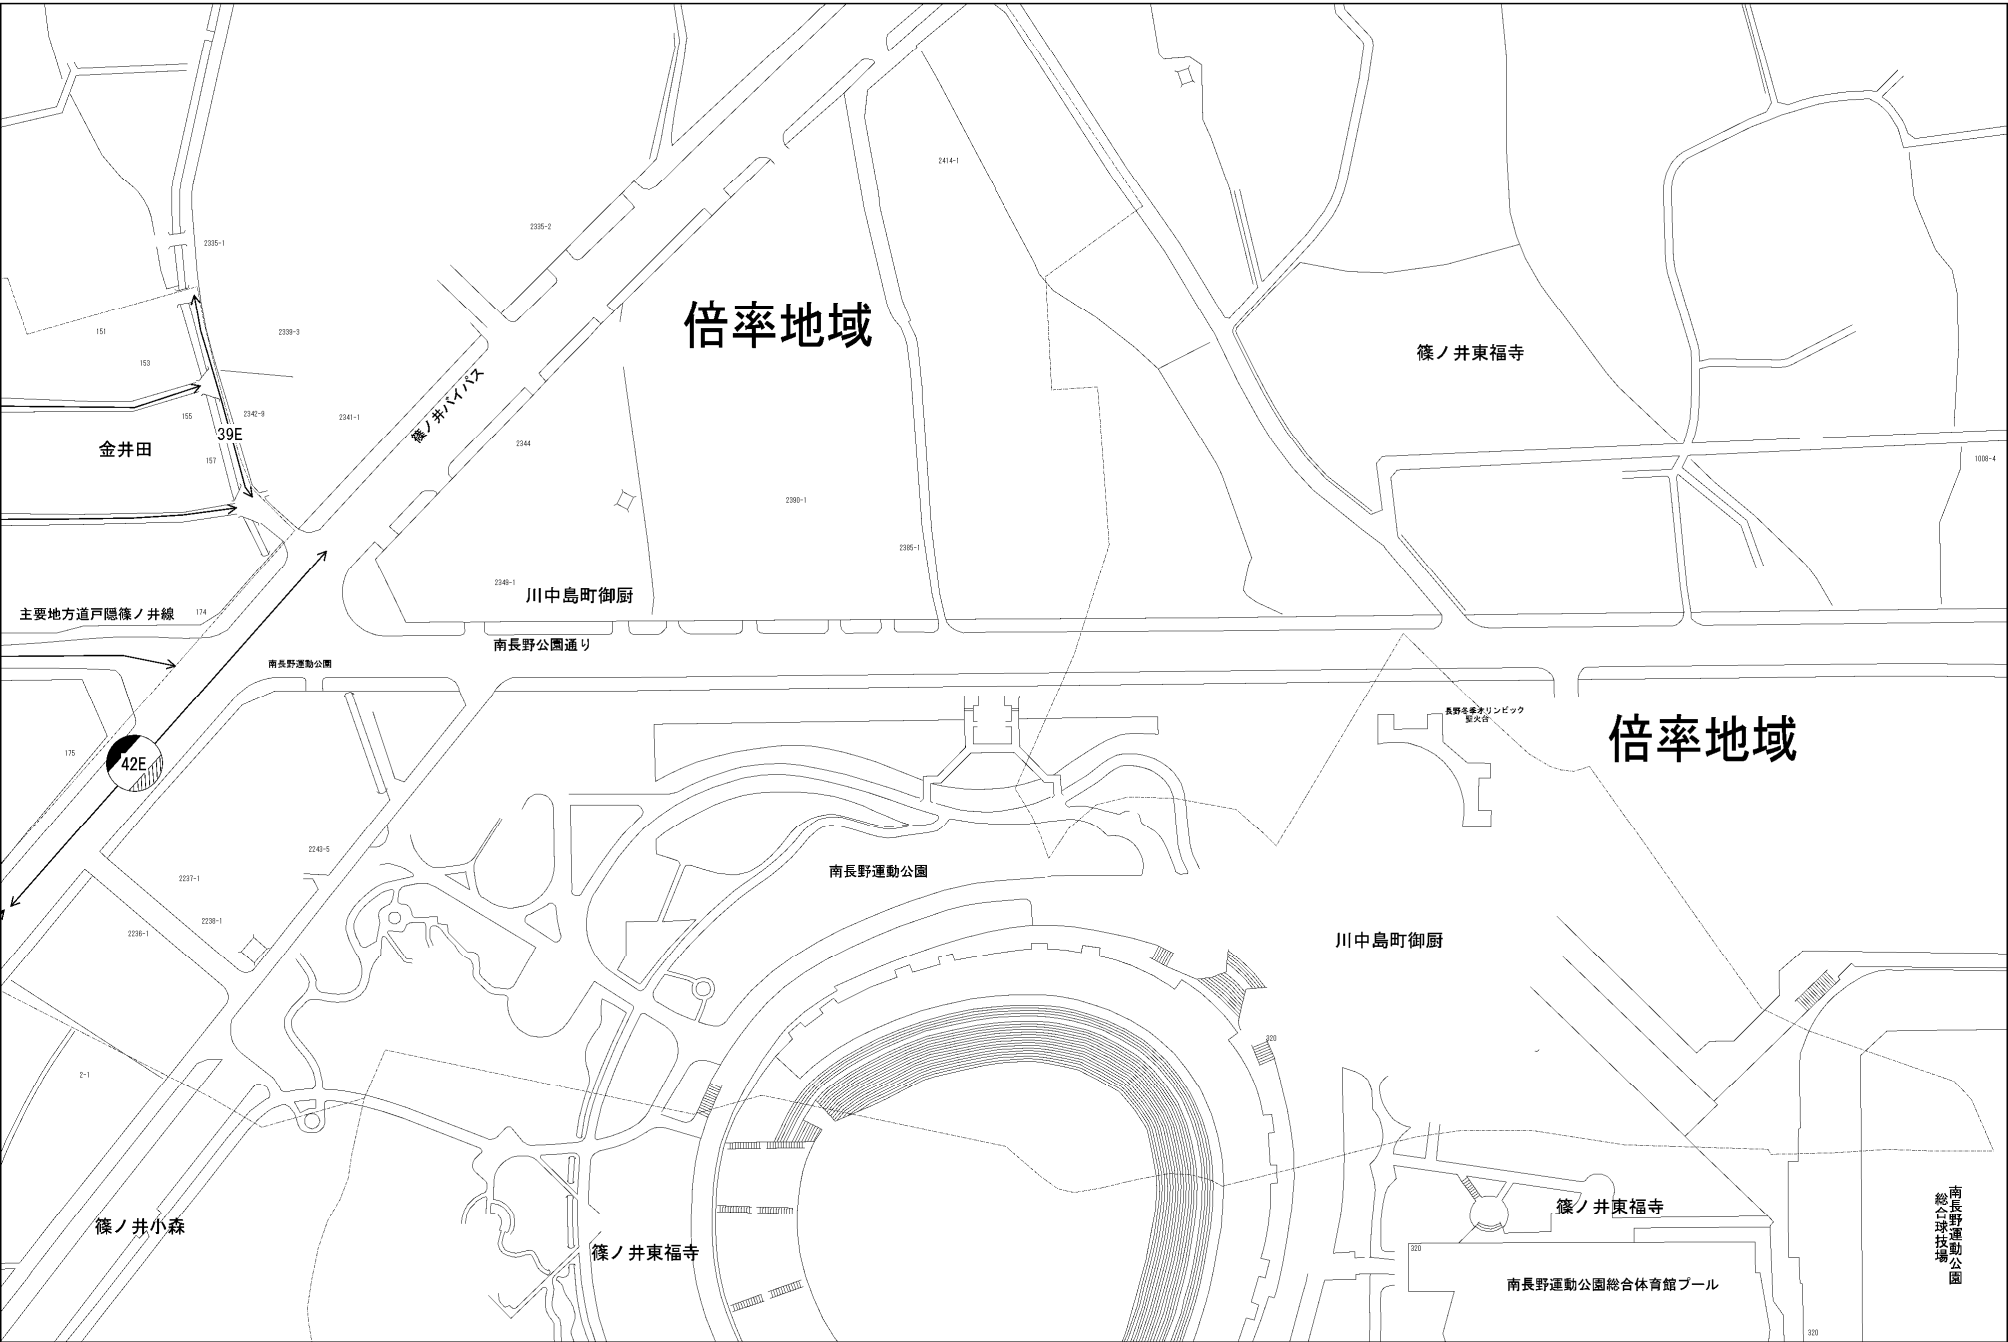 2414-1
2335-2
2335-1
倍率地域
151
2339-3
153
篠ノ井東福寺
篠ノ井バイパス
155
2342-9
2341-1
39E
2344
金井田
157
1008-4
2390-1
2385-1
2349-1
川中島町御厨
主要地方道戸隠篠ノ井線
174
南長野公園通り
南長野運動公園
長野冬季オリンピック
聖火台
倍率地域
175
42E
2243-5
2237-1
南長野運動公園
2238-1
2236-1
川中島町御厨
320
2-1
篠ノ井東福寺
篠ノ井小森
篠ノ井東福寺
南長野運動公園
総合球技場
320
南長野運動公園総合体育館プール
320